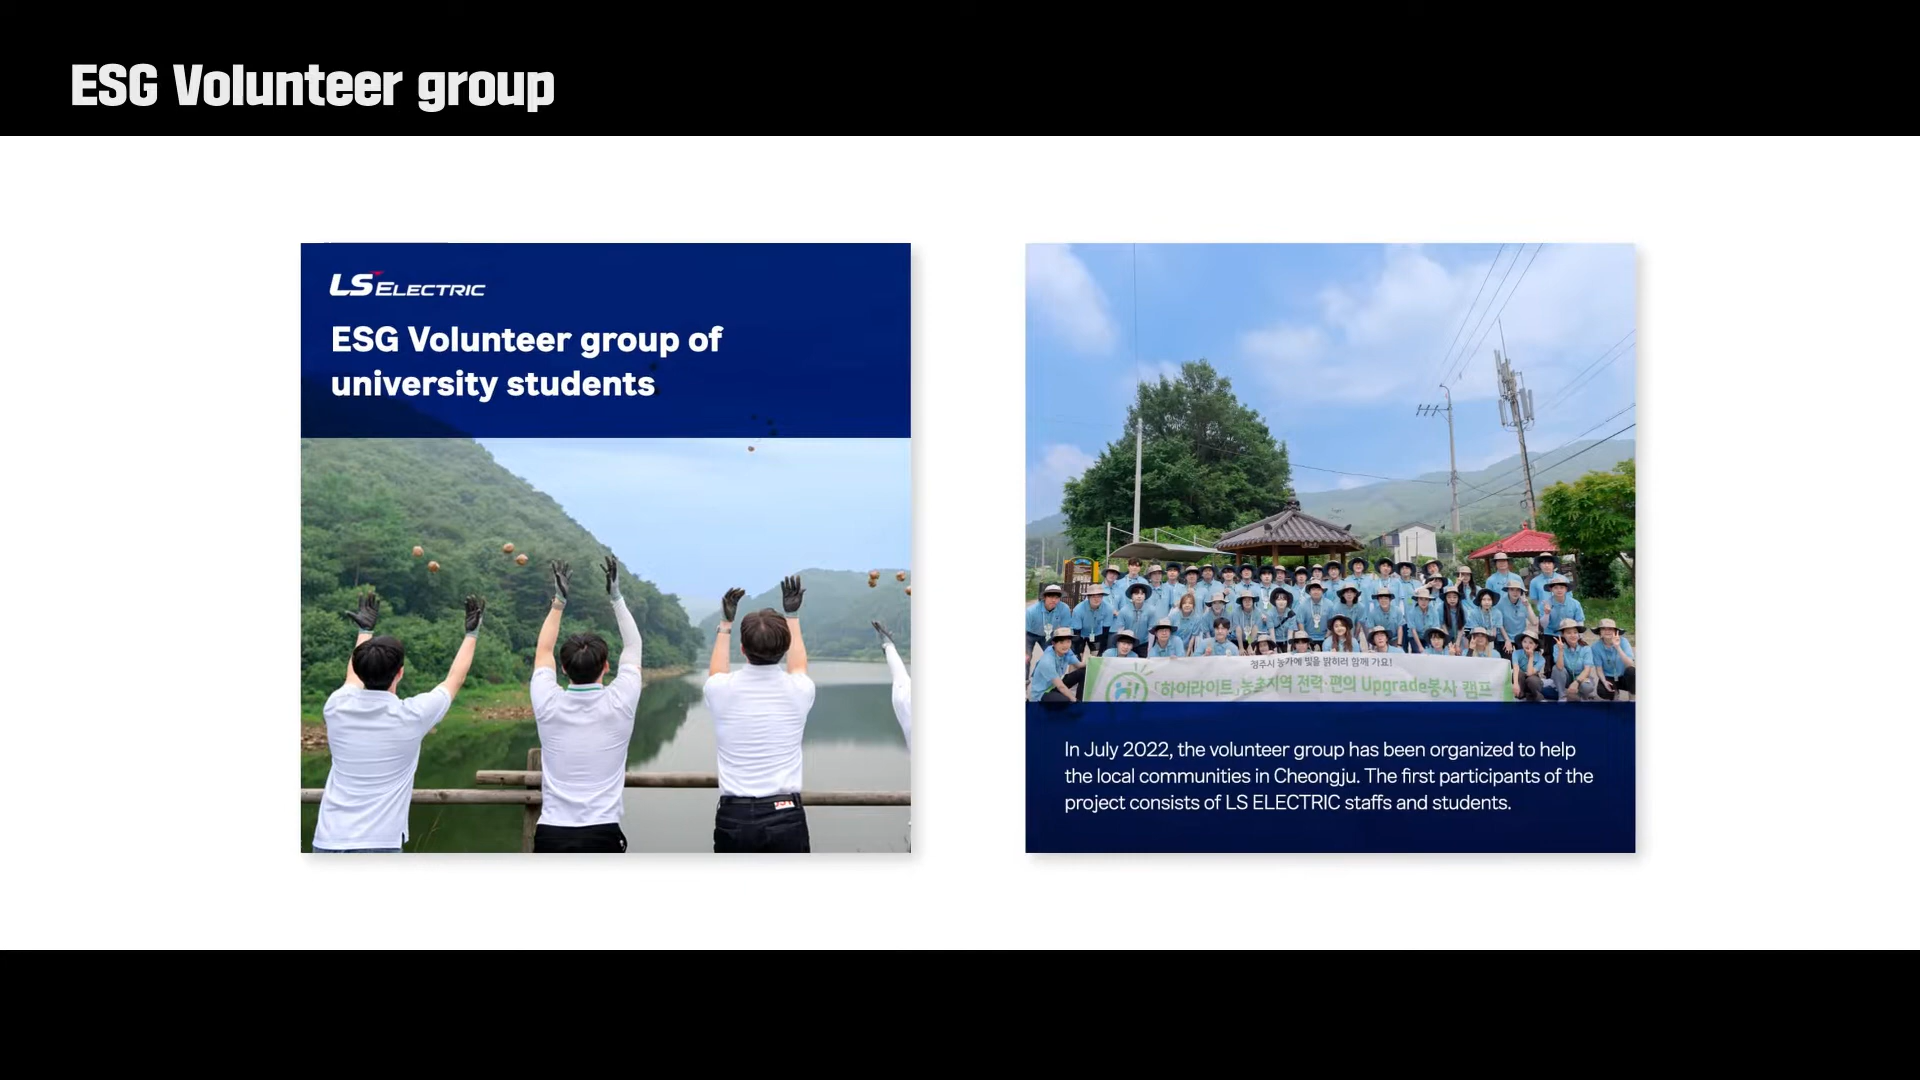 ESG Volunteer group
LS ELECTRIC
ESG Volunteer group of
university students
청주시 농가에 빛을 밝히러 함께 가요!
Hi!
「하이라이트」농촌지역 전력·편의 Upgrade봉사 캠프
In July 2022, the volunteer group has been organized to help
the local communities in Cheongju. The first participants of the
project consists of LS ELECTRIC staffs and students.